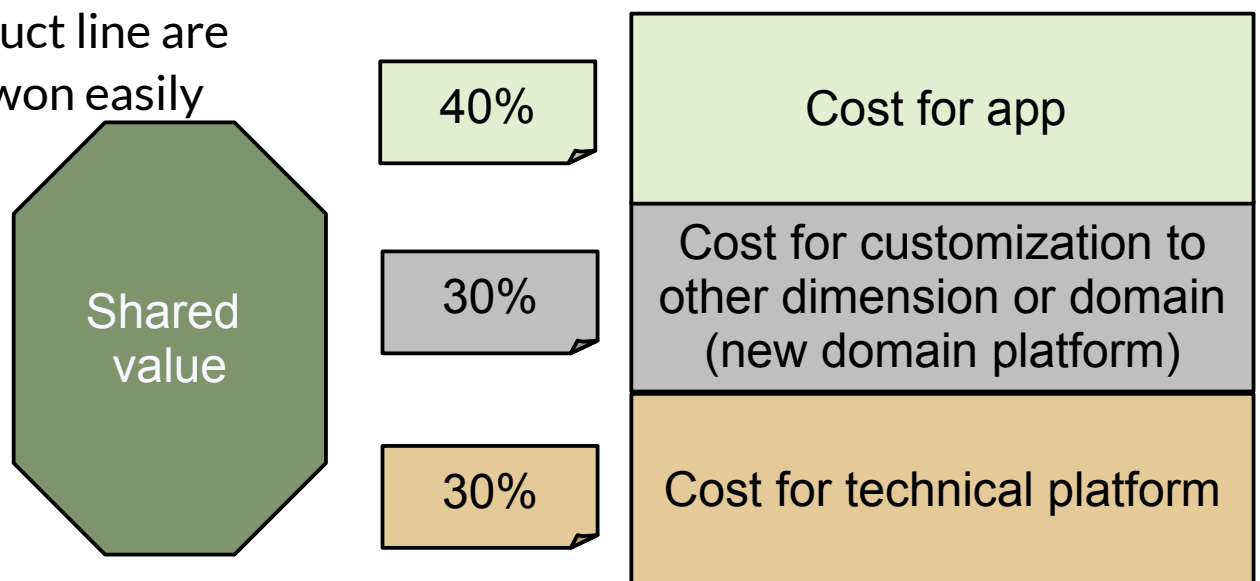 uct line are
won easily
Shared
value
40%
Cost for app
30%
Cost for customization to
other dimension or domain
(new domain platform)
30%
Cost for technical platform